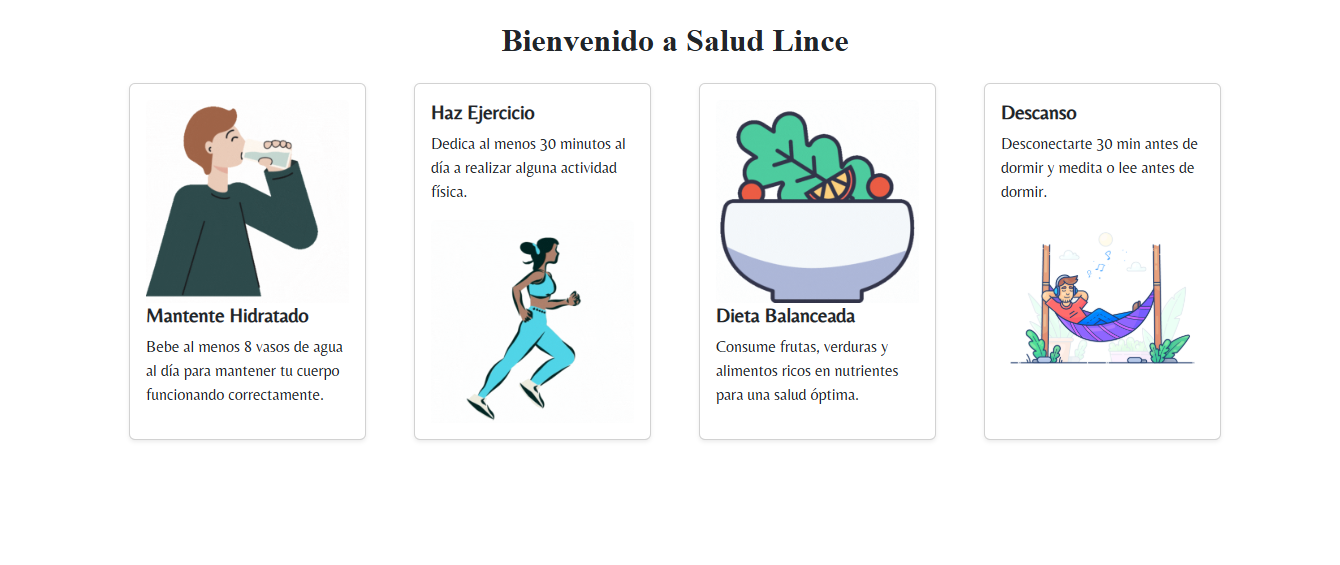 Bienvenido a Salud Lince
Mantente Hidratado
Bebe al menos 8 vasos de agua
al día para mantener tu cuerpo
funcionando correctamente.
Haz Ejercicio
Dedica al menos 30 minutos al
día a realizar alguna actividad
física.
Dieta Balanceada
Consume frutas, verduras y
alimentos ricos en nutrientes
para una salud óptima.
Descanso
Desconectarte 30 min antes de
dormir y medita o lee antes de
dormir.